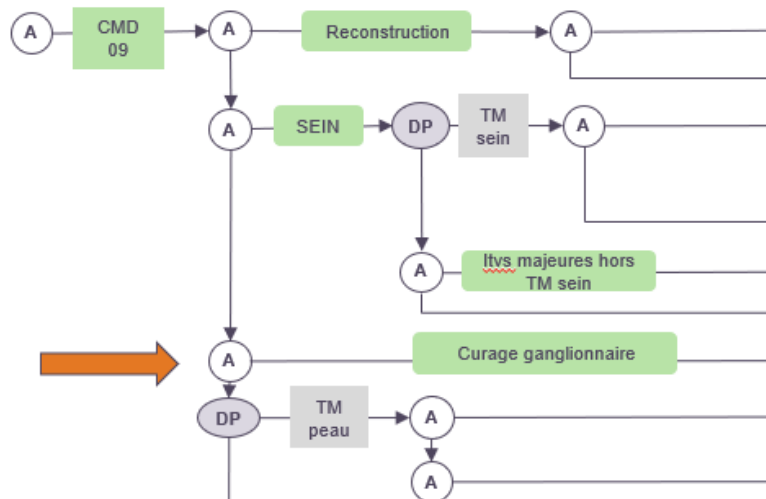 A
CMD
09
A
Reconstruction
A
A
SEIN
DP
TM
sein
A
A
Itvs majeures hors
TM sein
A
Curage ganglionnaire
DP
TM
peau
A
A